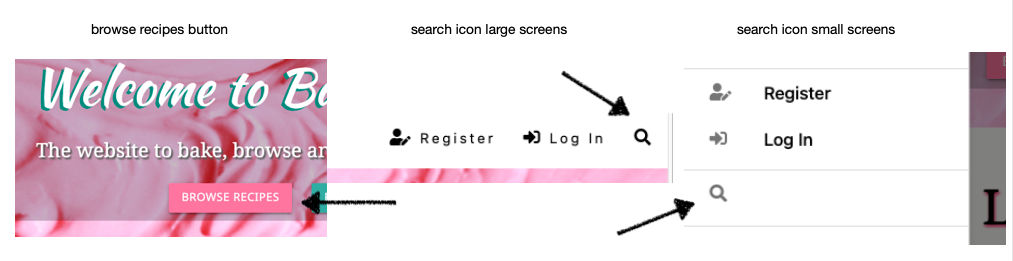 browse recipes button
search icon large screens
search icon small screens
Welcome to Ba
The website to bake, browse ar
BROWSE RECIPES
Register
Log In
Register
Log In
L